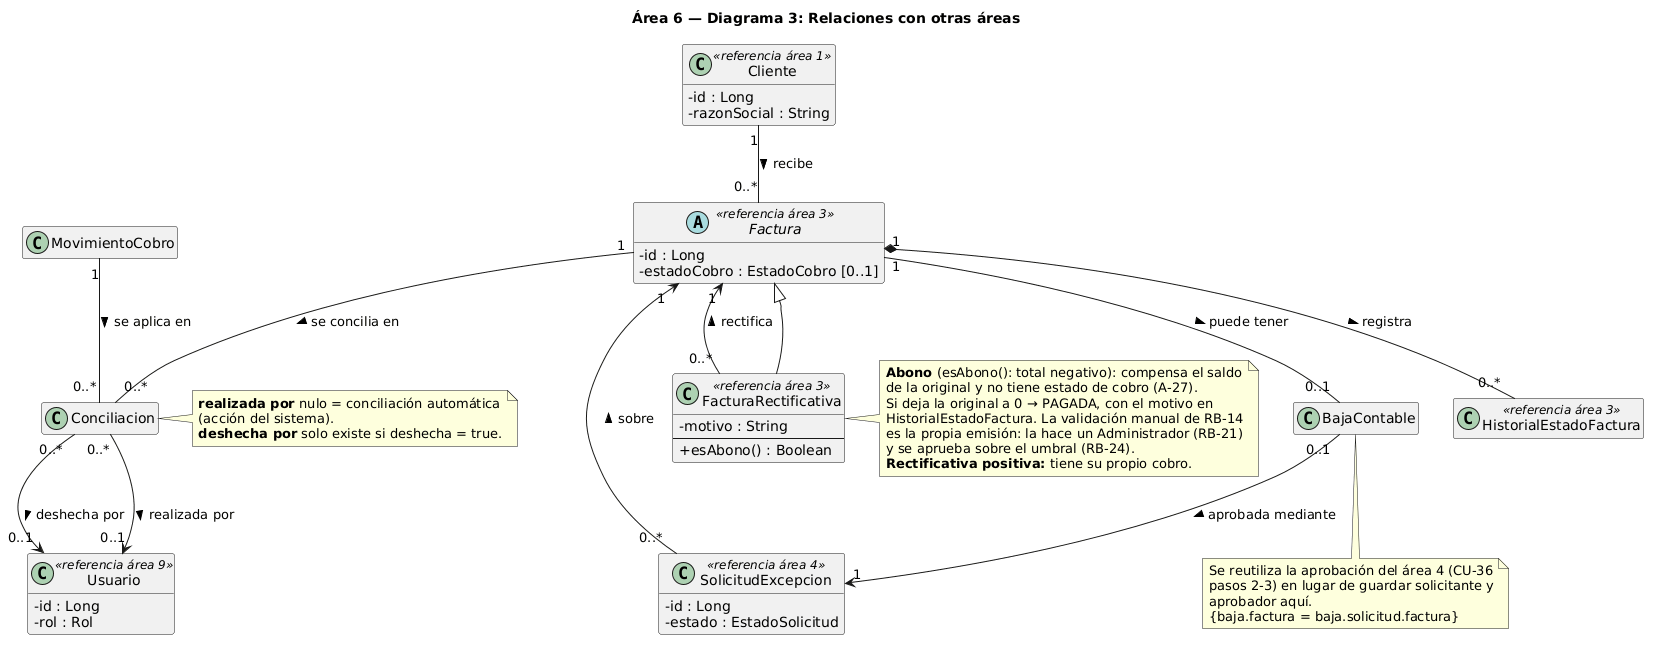 Área 6 — Diagrama 3: Relaciones con otras áreas
«referencia área 1»
Cliente
-id : Long
-razonSocial : String
1
recibe
0..*
«referencia área 3»
Factura
-id : Long
-estadoCobro : EstadoCobro [0..1]
MovimientoCobro
1
1
1
1
1
1
se aplica en
se concilia en
rectifica
puede tener
registra
0..*
0..*
0..*
0..1
0..*
Conciliacion
realizada por nulo = conciliación automática
(acción del sistema).
deshecha por solo existe si deshecha = true.
sobre
«referencia área 3»
FacturaRectificativa
-motivo : String
+esAbono() : Boolean
Abono (esAbono(): total negativo): compensa el saldo
de la original y no tiene estado de cobro (A-27).
Si deja la original a 0 → PAGADA, con el motivo en
HistorialEstadoFactura. La validación manual de RB-14
es la propia emisión: la hace un Administrador (RB-21)
y se aprueba sobre el umbral (RB-24).
Rectificativa positiva: tiene su propio cobro.
BajaContable
«referencia área 3»
HistorialEstadoFactura
0..*
0..*
0..1
deshecha por
realizada por
aprobada mediante
0..1
0..1
0..*
1
«referencia área 9»
Usuario
-id : Long
-rol : Rol
«referencia área 4»
SolicitudExcepcion
-id : Long
-estado : EstadoSolicitud
Se reutiliza la aprobación del área 4 (CU-36
pasos 2-3) en lugar de guardar solicitante y
aprobador aquí.
{baja.factura = baja.solicitud.factura}